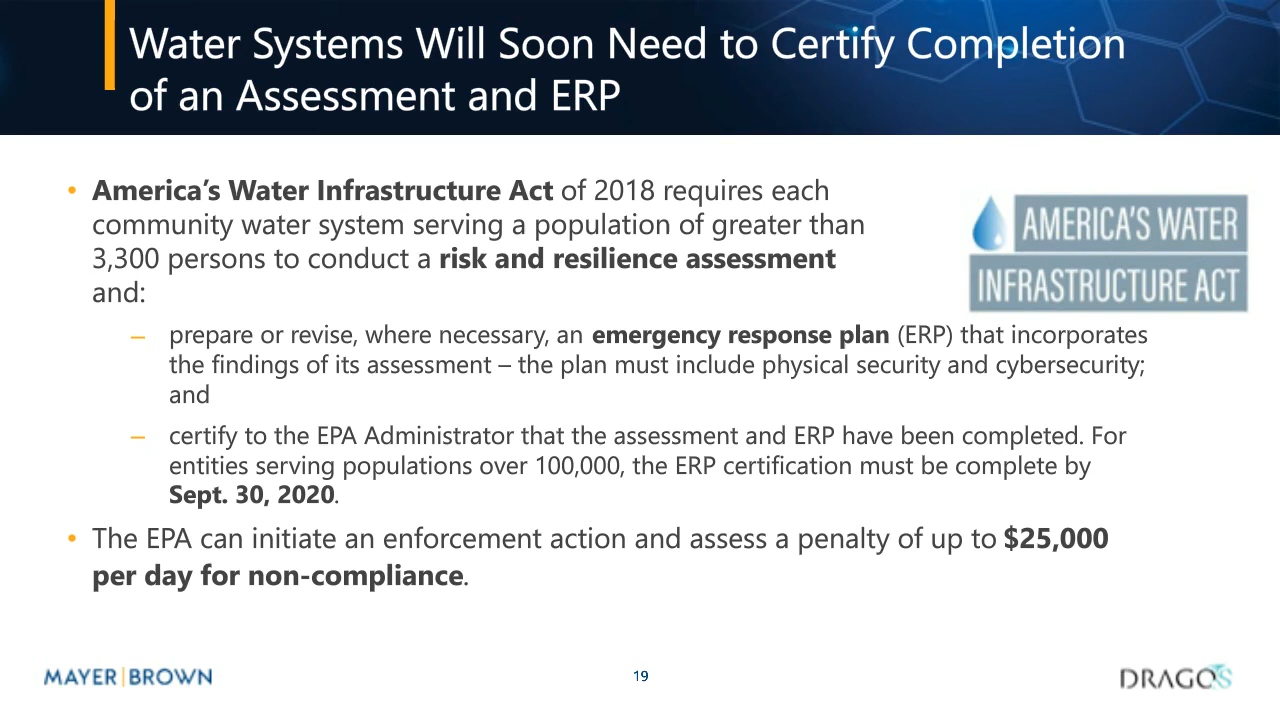 Water Systems Will Soon Need to Certify Completion
of an Assessment and ERP
• America's Water Infrastructure Act of 2018 requires each
community water system serving a population of greater than
3,300 persons to conduct a risk and resilience assessment
and:
AMERICA'S WATER
INFRASTRUCTURE ACT
– prepare or revise, where necessary, an emergency response plan (ERP) that incorporates
the findings of its assessment – the plan must include physical security and cybersecurity;
and
– certify to the EPA Administrator that the assessment and ERP have been completed. For
entities serving populations over 100,000, the ERP certification must be complete by
Sept. 30, 2020.
• The EPA can initiate an enforcement action and assess a penalty of up to $25,000
per day for non-compliance.
MAYER|BROWN
19
DRAGOS